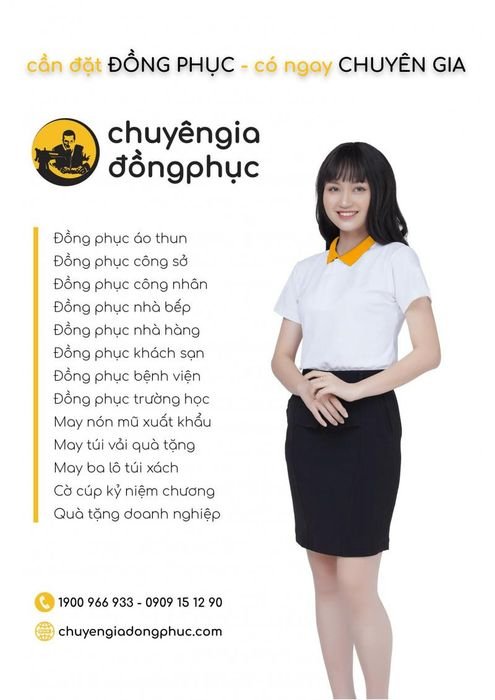 cần đặt ĐỒNG PHỤC - có ngay CHUYÊN GIA
chuyêngia
đồngphục
Đồng phục áo thun
Đồng phục công sở
Đồng phục công nhân
Đồng phục nhà bếp
Đồng phục nhà hàng
Đồng phục khách sạn
Đồng phục bệnh viện
Đồng phục trường học
May nón mũ xuất khẩu
May túi vải quà tặng
May ba lô túi xách
Cờ cúp kỷ niệm chương
Quà tặng doanh nghiệp
1900 966 933 - 0909 15 12 90
chuyengiadongphuc.com